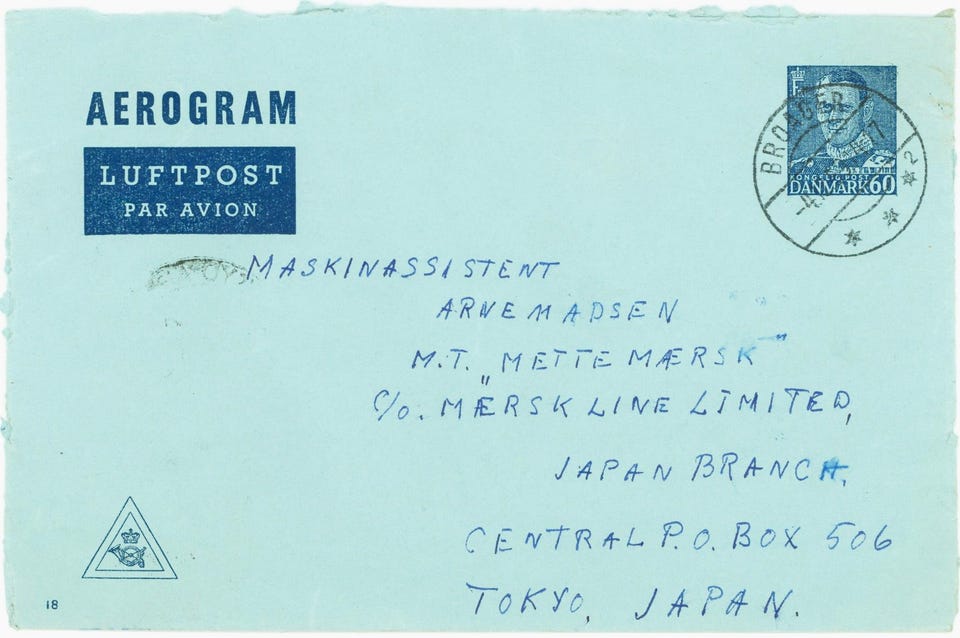 AEROGRAM
LUFTPOST
PAR AVION
BROAGER
KONGELIG POST
DANMARK 60
MASKINASSISTENT
ARNE MADSEN
M.T. „METTE MÆRSK"
C/O. MÆRSK LINE LIMITED,
JAPAN BRANCH,
CENTRAL P.O. BOX 506
TOKYO, JAPAN.
18